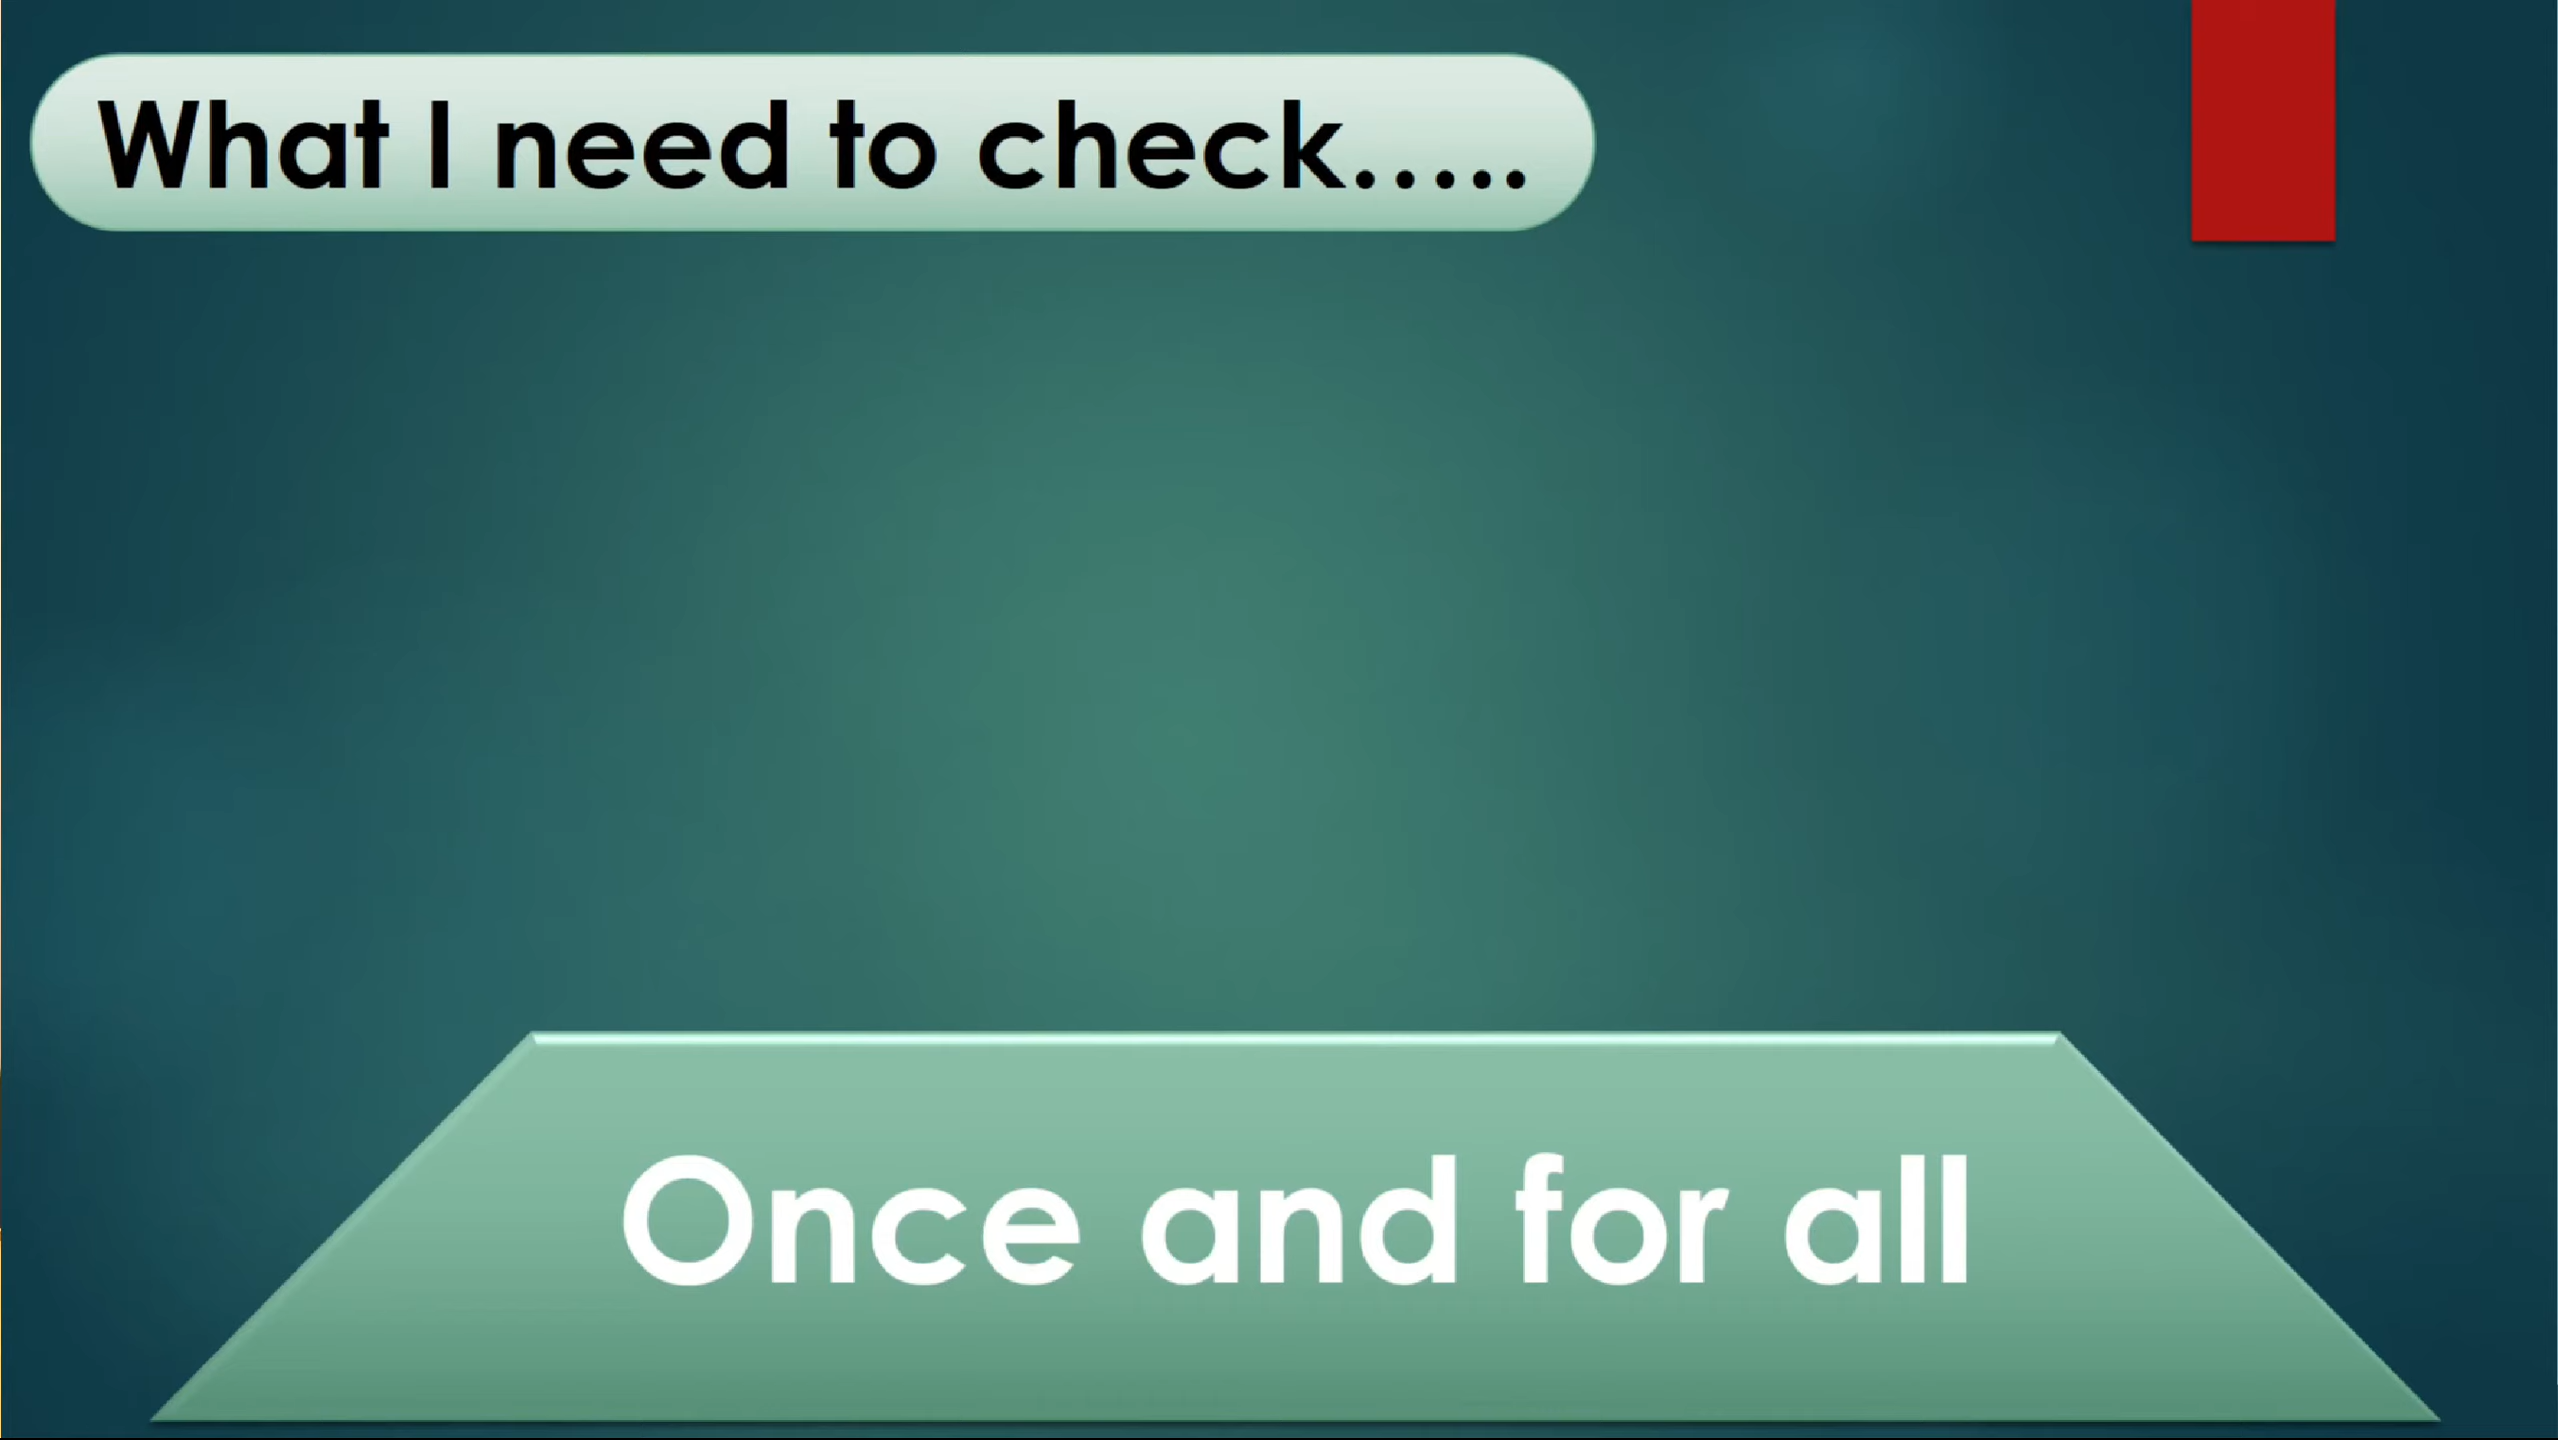 What I need to check.....
Once and for all